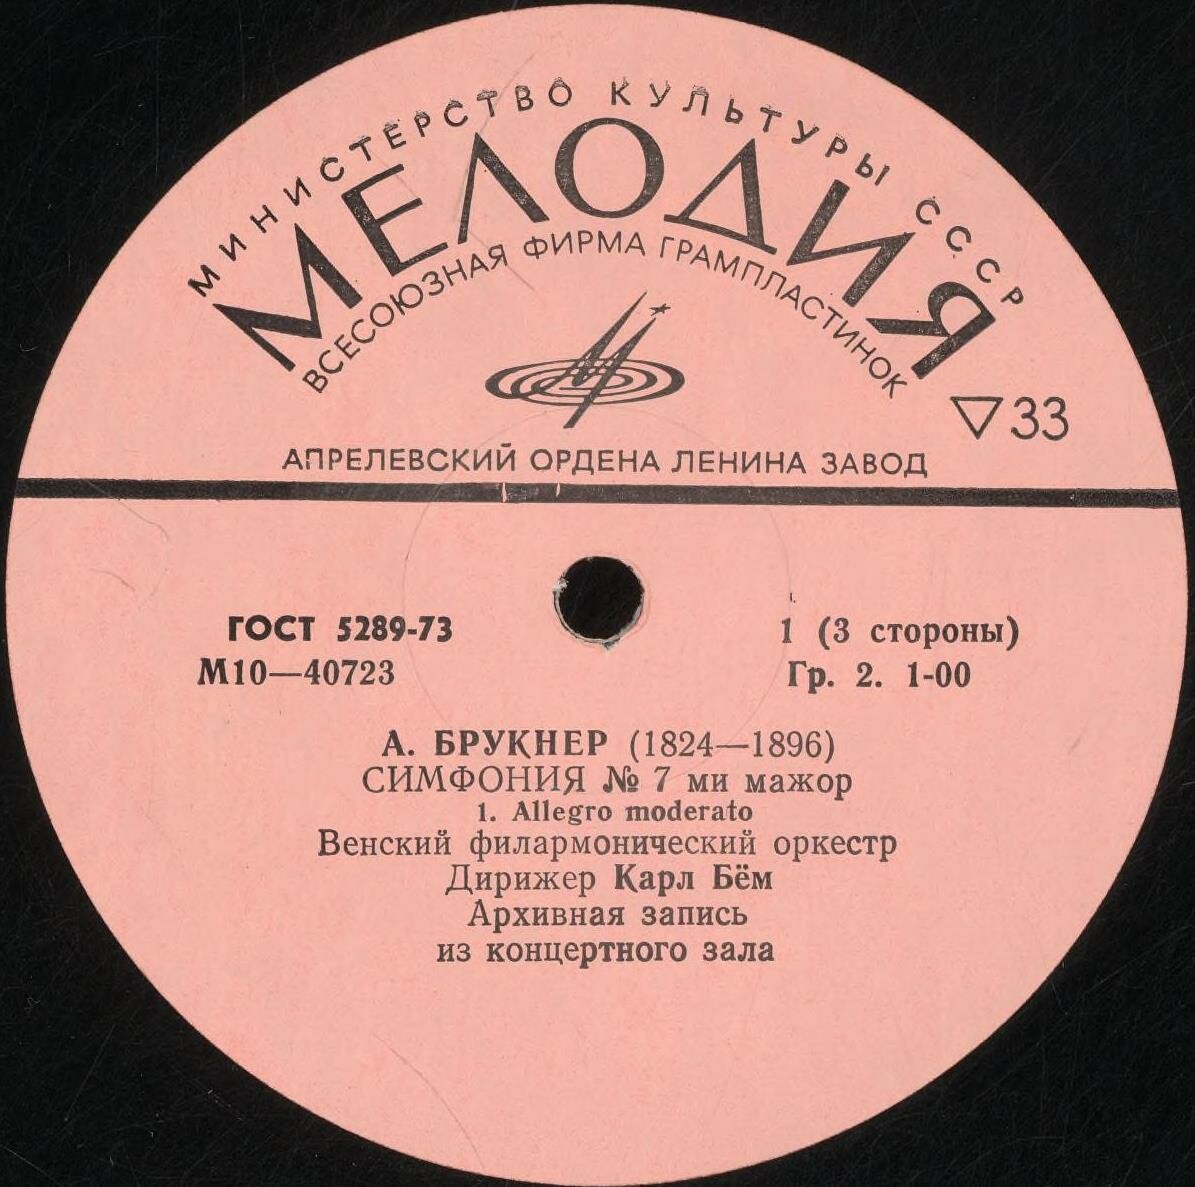 МИНИСТЕРСТВО КУЛЬТУРЫ СССР
МЕЛОДИЯ
ВСЕСОЮЗНАЯ ФИРМА ГРАМПЛАСТИНОК
▽33
АПРЕЛЕВСКИЙ ОРДЕНА ЛЕНИНА ЗАВОД
ГОСТ 5289-73
М10—40723
1 (3 стороны)
Гр. 2. 1-00
А. БРУКНЕР (1824—1896)
СИМФОНИЯ № 7 ми мажор
1. Allegro moderato
Венский филармонический оркестр
Дирижер Карл Бём
Архивная запись
из концертного зала